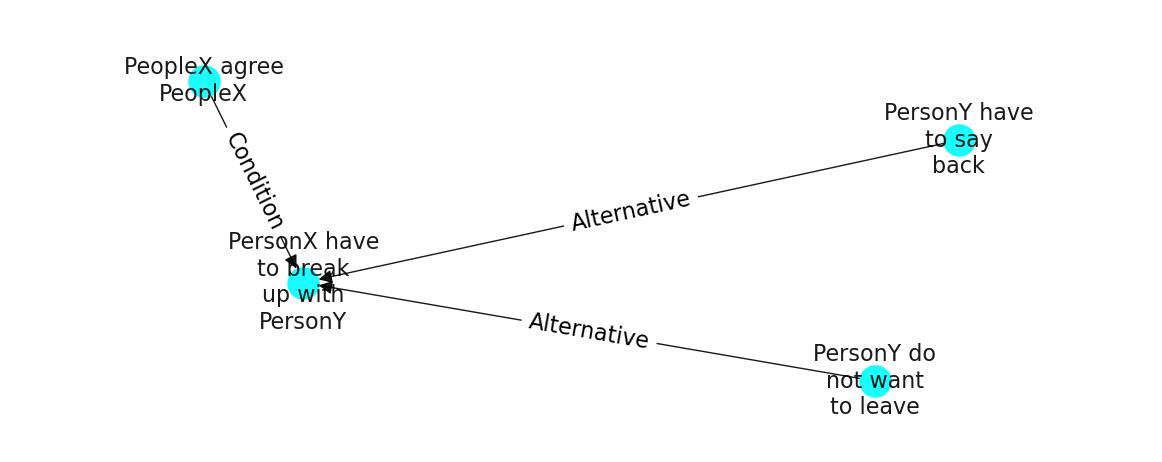 PeopleX agree
PeopleX
Condition
PersonX have
to break
up with
PersonY
Alternative
PersonY have
to say
back
Alternative
PersonY do
not want
to leave